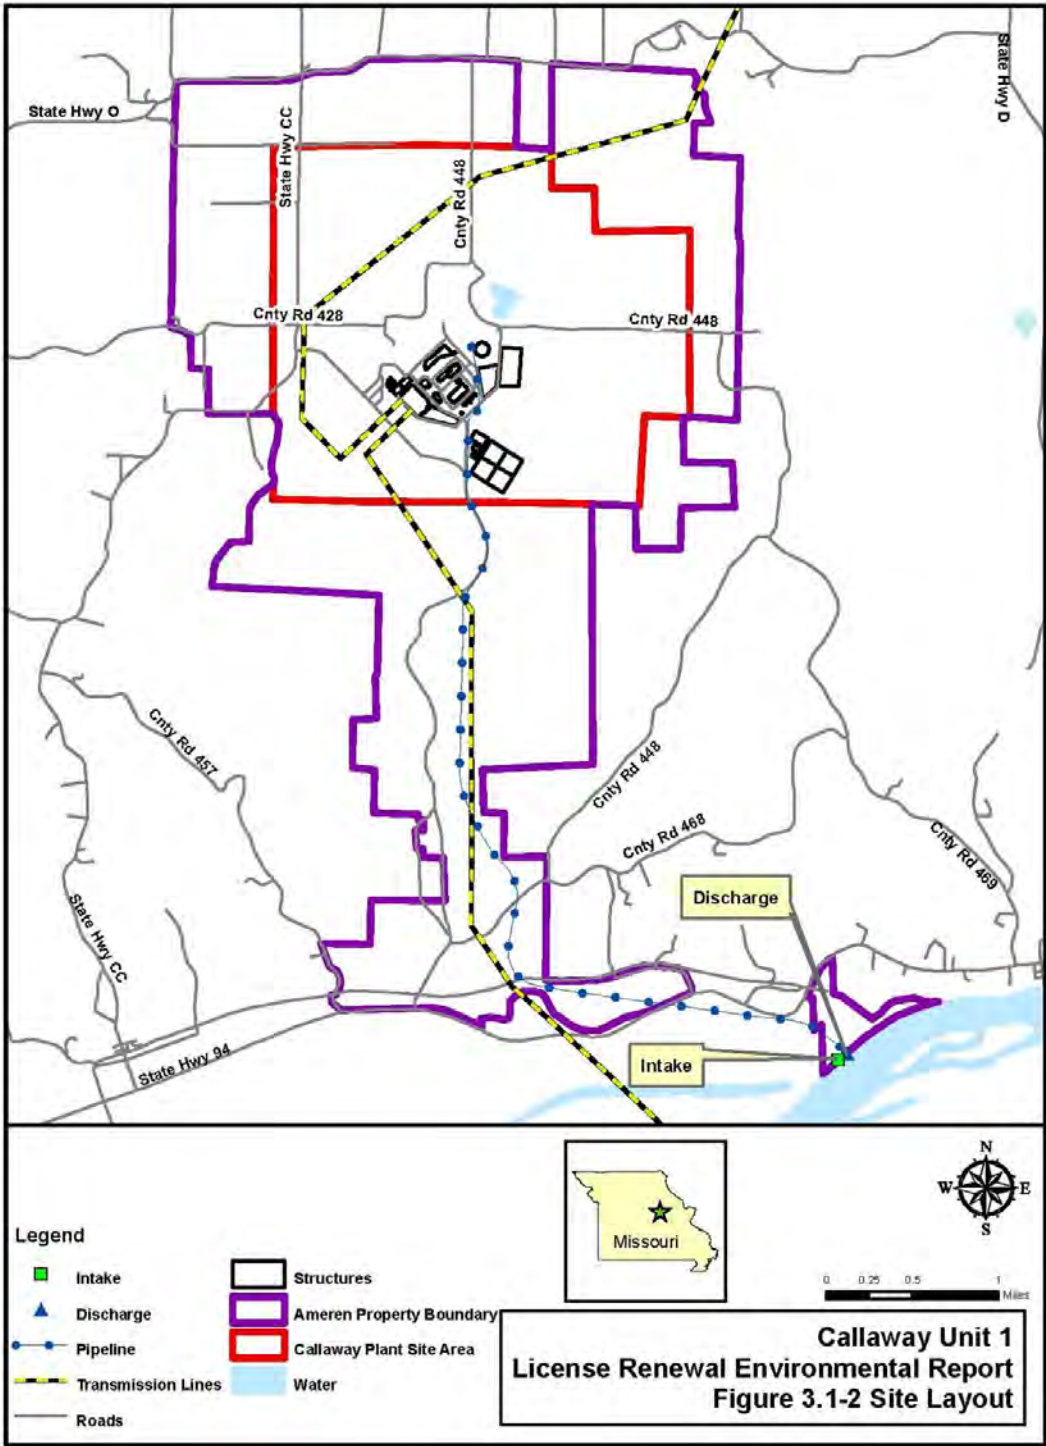 State Hwy D
State Hwy O
State Hwy CC
Cnty Rd 448
Cnty Rd 428
Cnty Rd 448
Cnty Rd 457
Cnty Rd 448
Cnty Rd 468
Cnty Rd 469
State Hwy CC
Discharge
Intake
State Hwy 94
N
W E
S
Missouri
Legend
Intake
Discharge
Pipeline
Transmission Lines
Roads
Structures
Ameren Property Boundary
Callaway Plant Site Area
Water
0 0.25 0.5 1
Miles
Callaway Unit 1
License Renewal Environmental Report
Figure 3.1-2 Site Layout